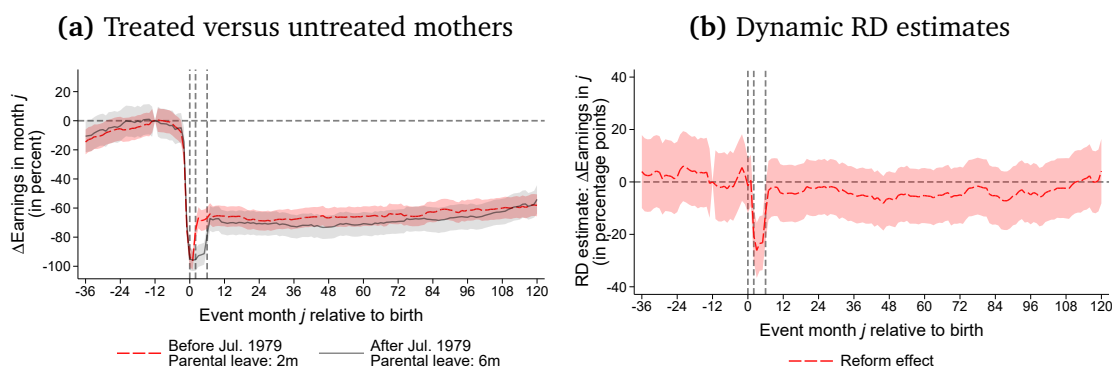 (a) Treated versus untreated mothers
ΔEarnings in month j
(in percent)
20
0
-20
-40
-60
-80
-100
-36 -24 -12 0 12 24 36 48 60 72 84 96 108 120
Event month j relative to birth
Before Jul. 1979
Parental leave: 2m
After Jul. 1979
Parental leave: 6m
(b) Dynamic RD estimates
RD estimate: ΔEarnings in j
(in percentage points)
40
20
0
-20
-40
-36 -24 -12 0 12 24 36 48 60 72 84 96 108 120
Event month j relative to birth
Reform effect